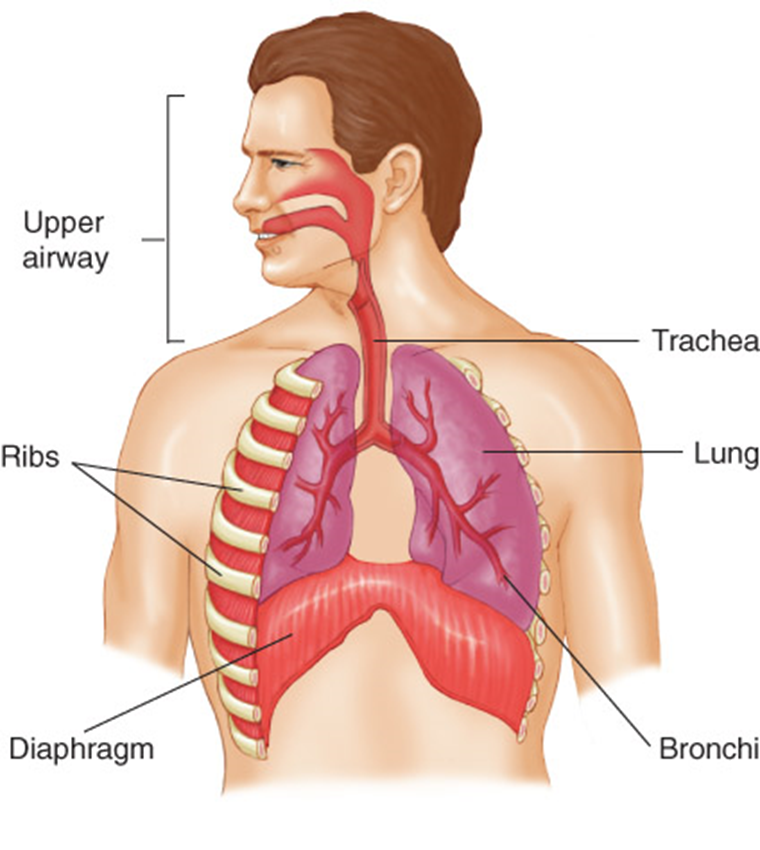 Upper
airway
Trachea
Ribs
Lung
Diaphragm
Bronchi